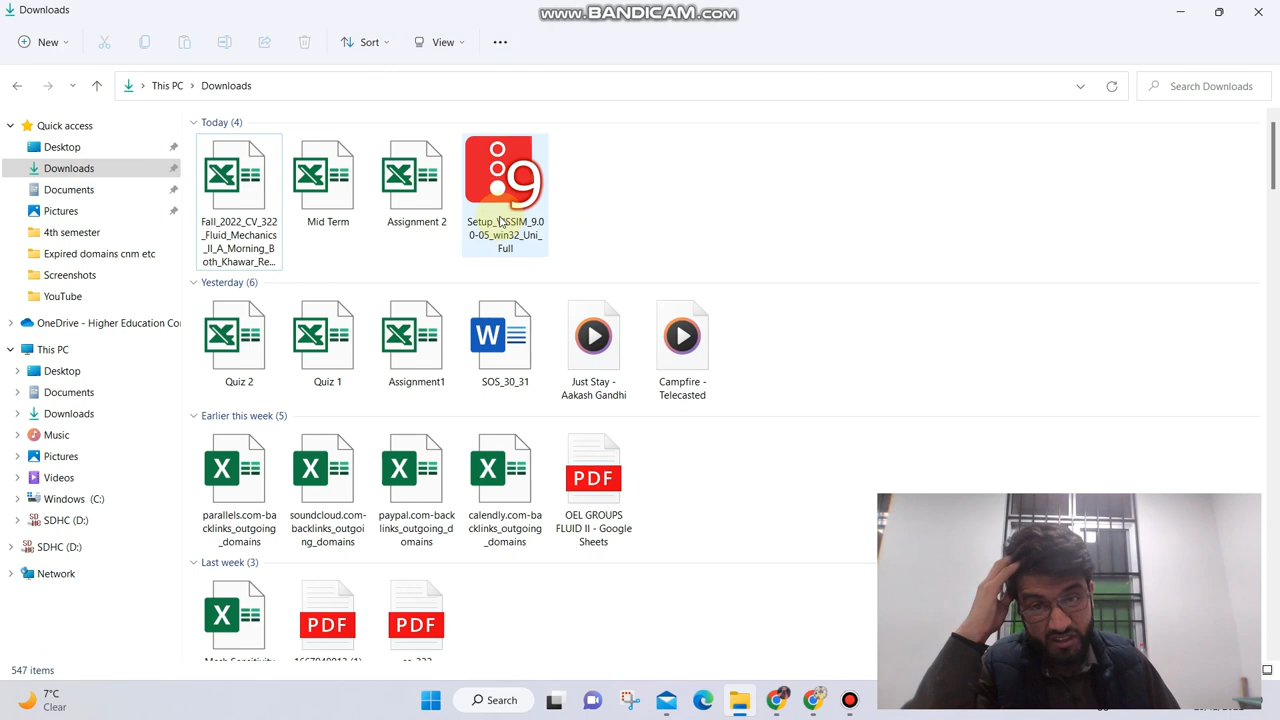 Downloads
WWW.BANDICAM.COM
New
Sort
View
This PC > Downloads
Search Downloads
Quick access
Desktop
Downloads
Documents
Pictures
4th semester
Expired domains cnm etc
Screenshots
YouTube
OneDrive - Higher Education Cor
This PC
Desktop
Documents
Downloads
Music
Pictures
Videos
Windows (C:)
SDHC (D:)
SDHC (D:)
Network
Today (4)
Fall_2022_CV_322
_Fluid_Mechanics
_II_A_Morning_B
oth_Khawar_Re...
Mid Term
Assignment 2
9
0-05_win32_Uni_
Full
Yesterday (6)
Quiz 2
Quiz 1
Assignment1
W
SOS_30_31
Just Stay -
Aakash Gandhi
Campfire -
Telecasted
Earlier this week (5)
parallels.com-ba
cklinks_outgoing
_domains
soundcloud.com-
backlinks_outgoi
ng_domains
paypal.com-back
links_outgoing_d
omains
calendly.com-ba
cklinks_outgoing
_domains
PDF
OEL GROUPS
FLUID II - Google
Sheets
Last week (3)
PDF
PDF
547 items
7°C
Clear
Search